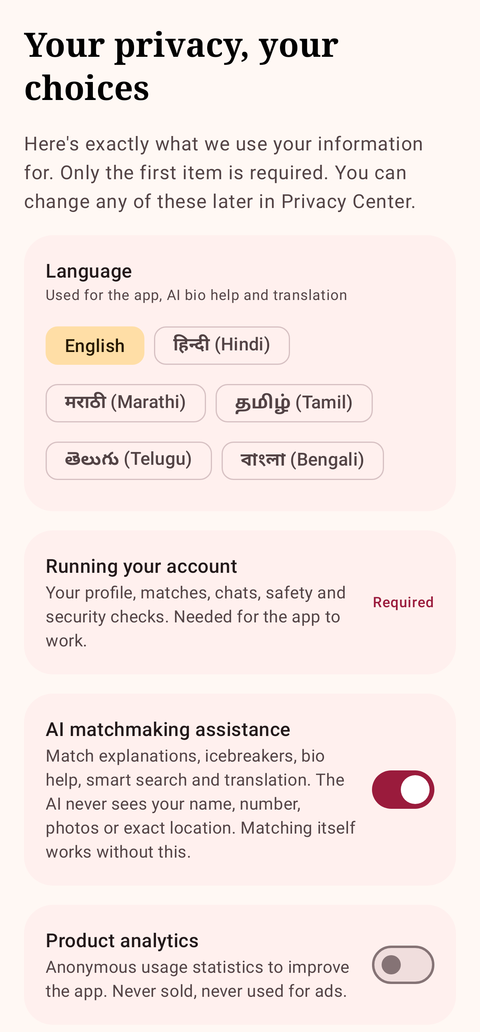 Your privacy, your
choices
Here's exactly what we use your information
for. Only the first item is required. You can
change any of these later in Privacy Center.
Language
Used for the app, AI bio help and translation
English
हिन्दी (Hindi)
मराठी (Marathi)
தமிழ் (Tamil)
తెలుగు (Telugu)
বাংলা (Bengali)
Running your account
Your profile, matches, chats, safety and
security checks. Needed for the app to
work.
Required
AI matchmaking assistance
Match explanations, icebreakers, bio
help, smart search and translation. The
AI never sees your name, number,
photos or exact location. Matching itself
works without this.
Product analytics
Anonymous usage statistics to improve
the app. Never sold, never used for ads.